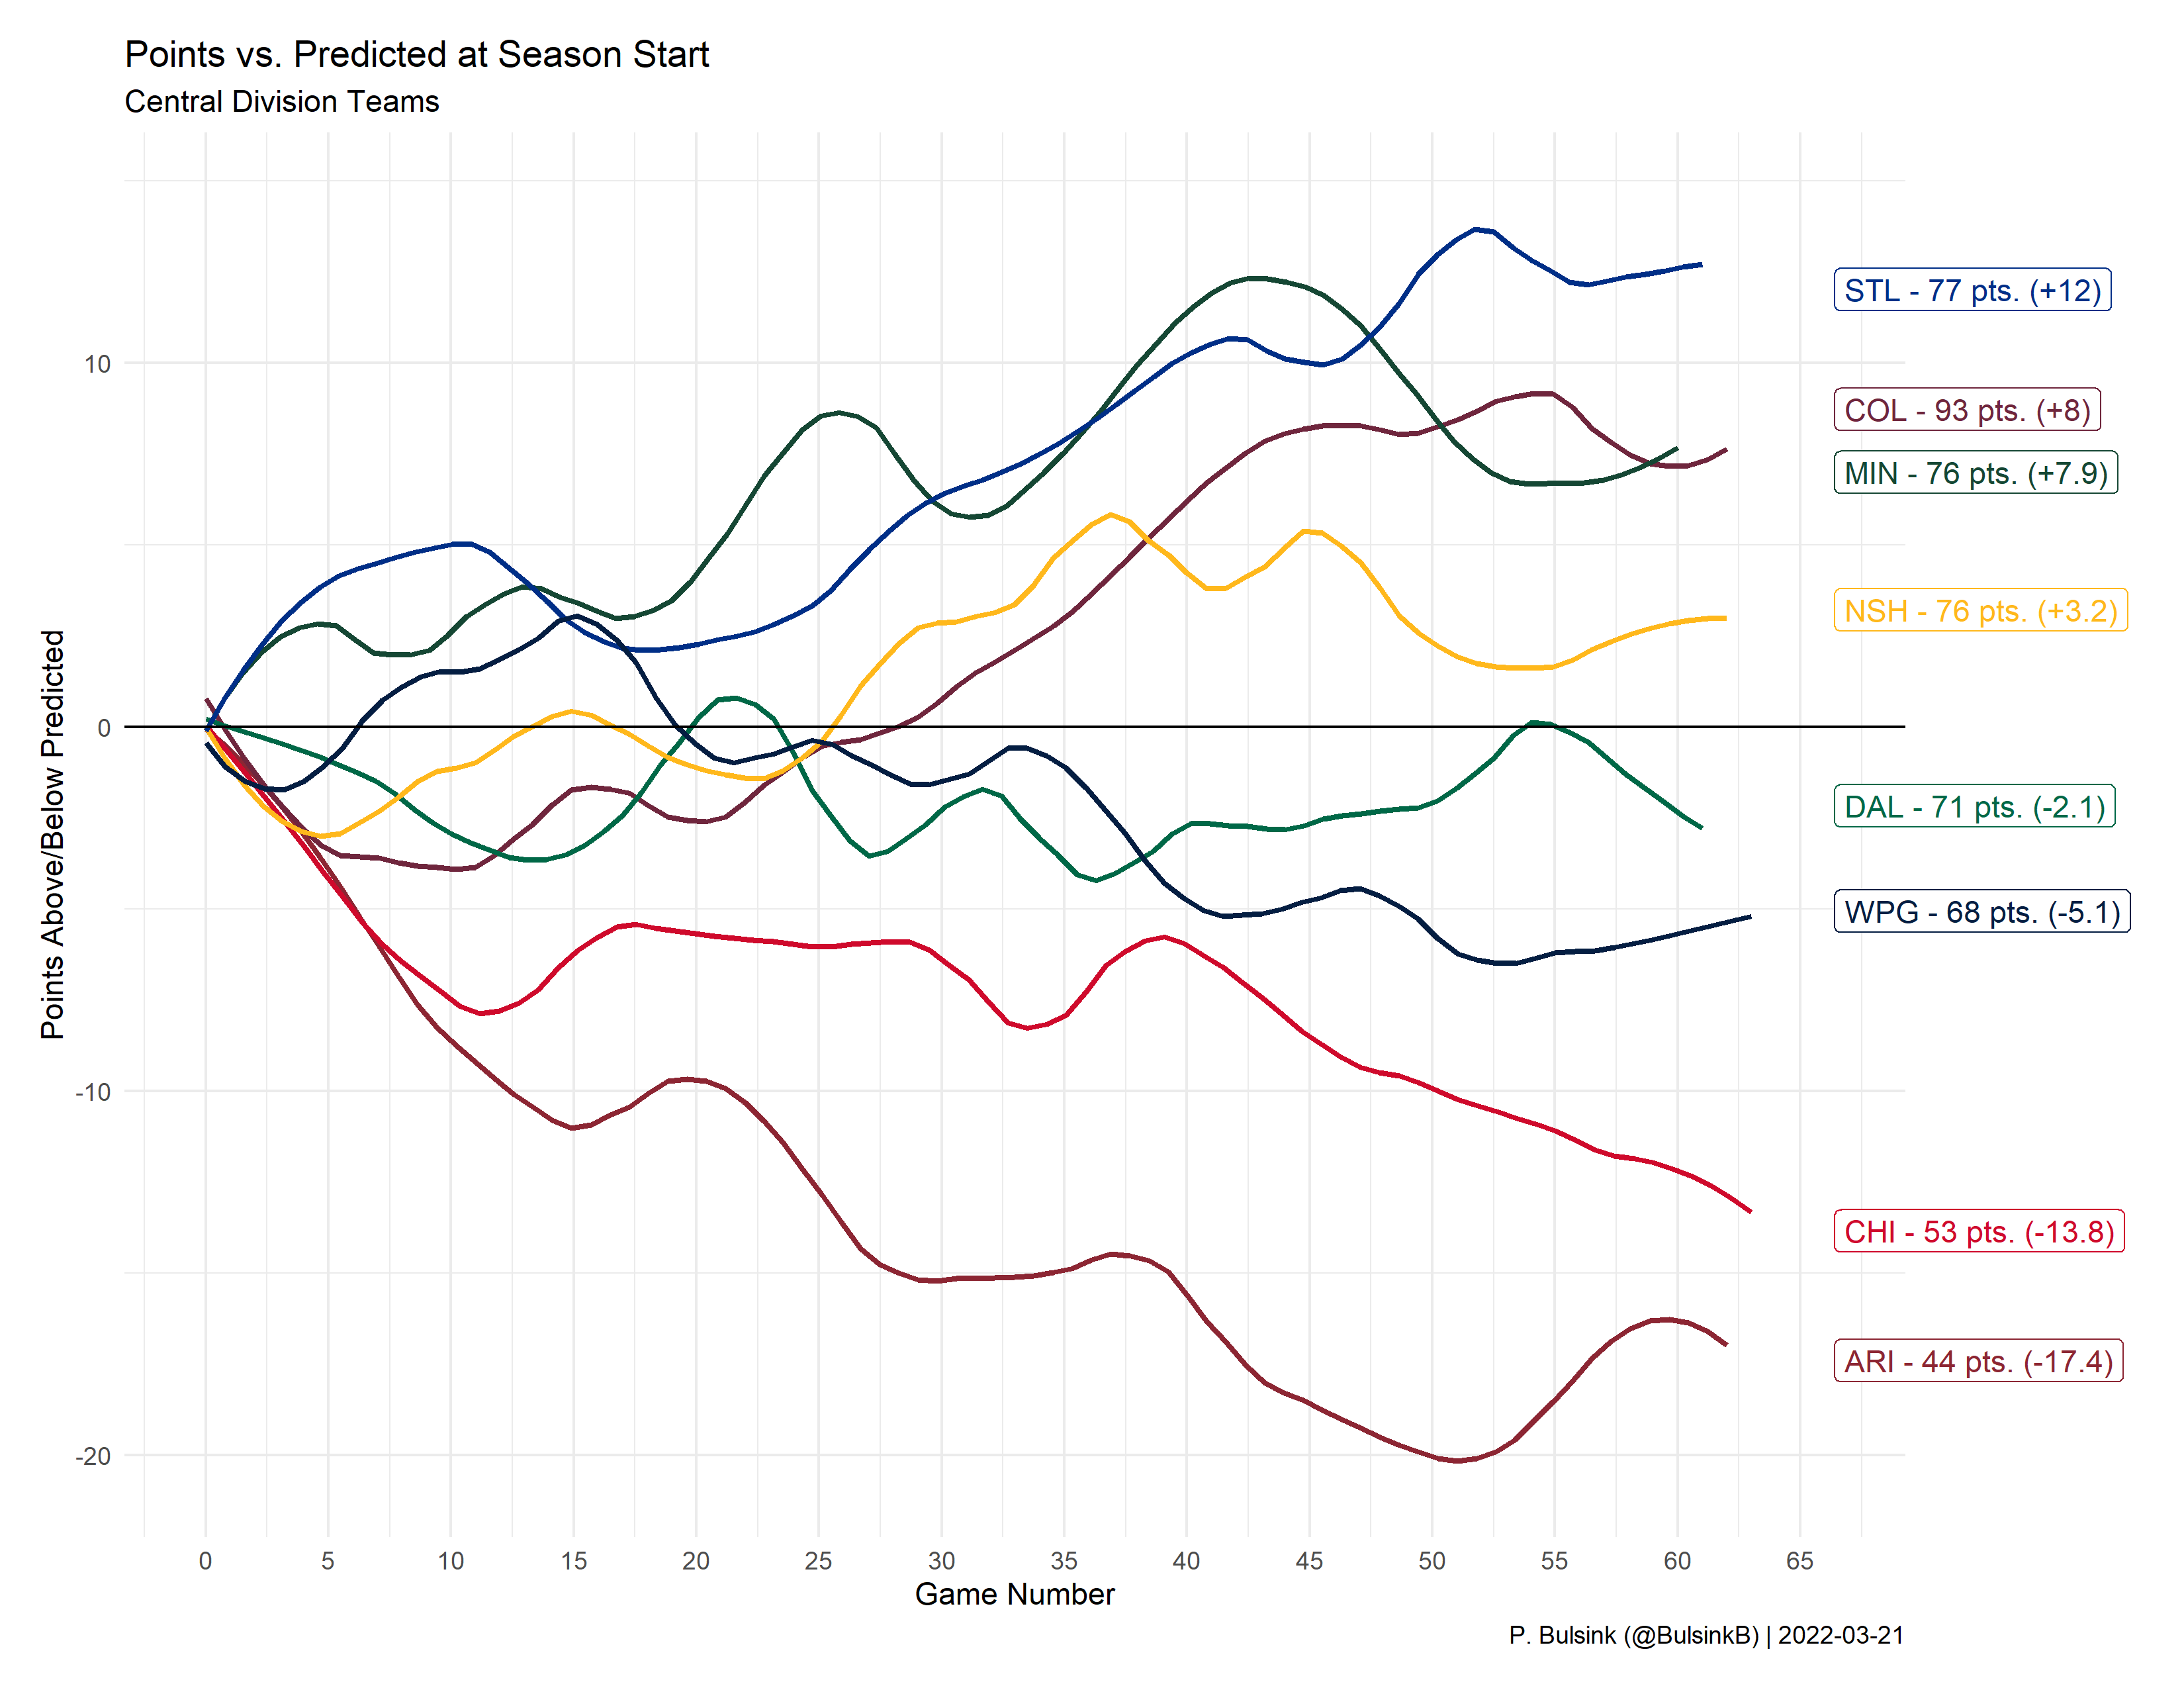 Points vs. Predicted at Season Start
Central Division Teams
Points Above/Below Predicted
10
0
-10
-20
STL - 77 pts. (+12)
COL - 93 pts. (+8)
MIN - 76 pts. (+7.9)
NSH - 76 pts. (+3.2)
DAL - 71 pts. (-2.1)
WPG - 68 pts. (-5.1)
CHI - 53 pts. (-13.8)
ARI - 44 pts. (-17.4)
0 5 10 15 20 25 30 35 40 45 50 55 60 65
Game Number
P. Bulsink (@BulsinkB) | 2022-03-21